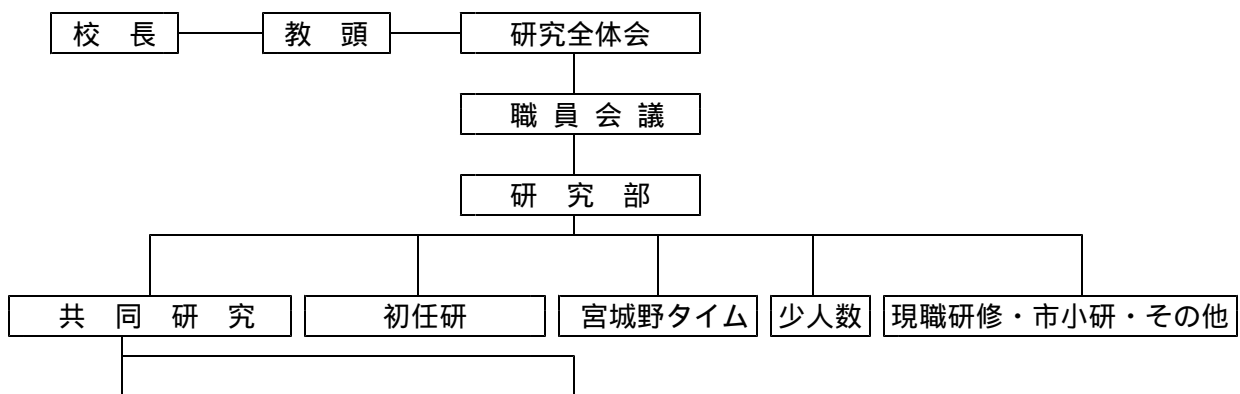 校　長　教　頭　研究全体会
職 員 会 議
研　究　部
共　同　研　究　初任研　宮城野タイム　少人数　現職研修・市小研・その他